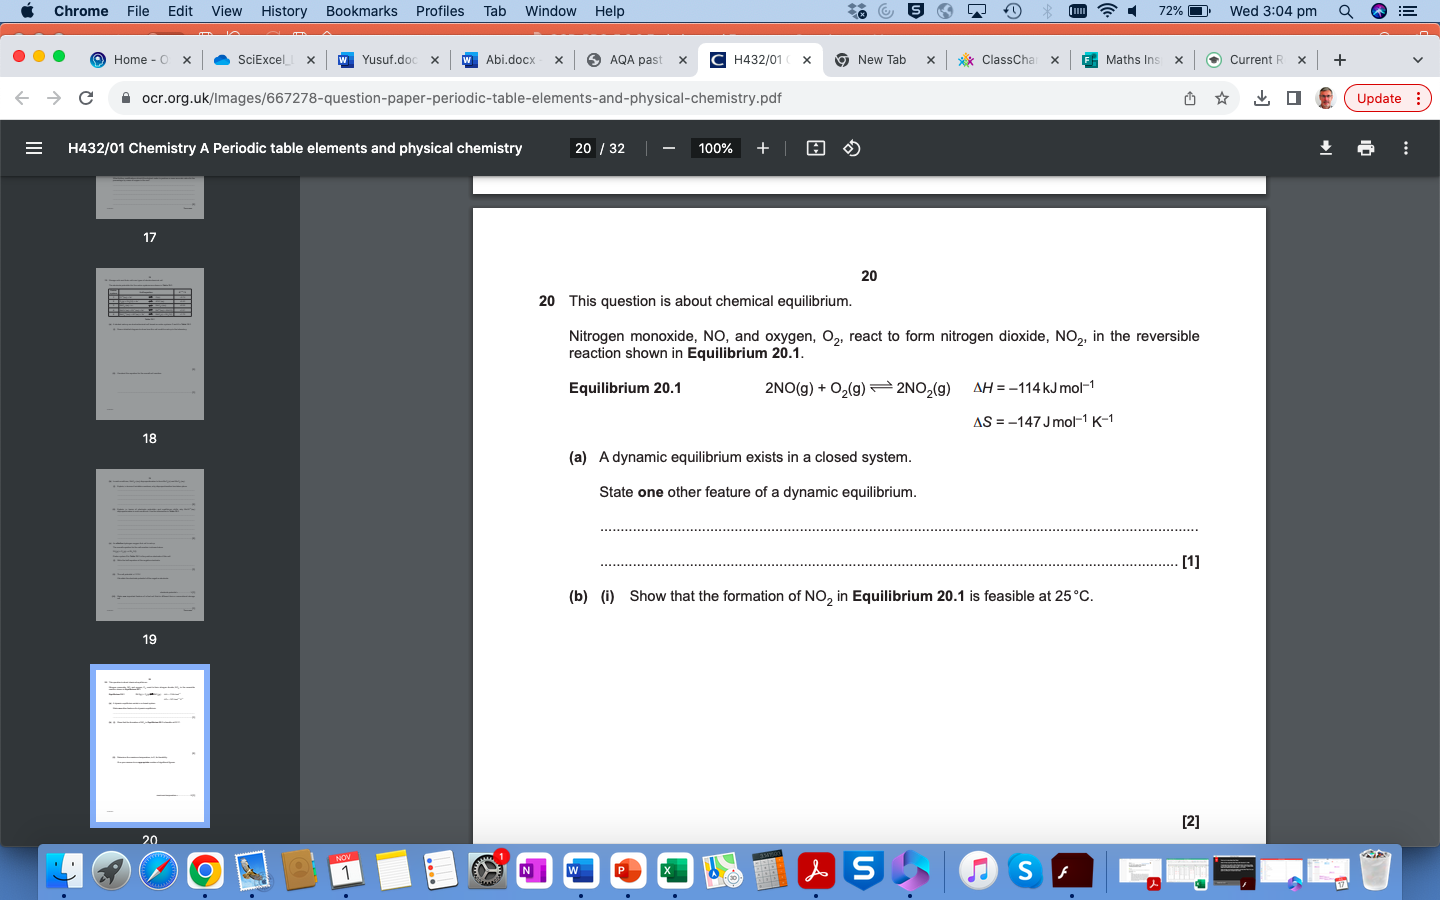 Chrome File Edit View History Bookmarks Profiles Tab Window Help 72% Wed 3:04 pm
Home - O SciExcel_ Yusuf.doc Abi.docx AQA past H432/01 New Tab ClassChar Maths Ins Current R
ocr.org.uk/Images/667278-question-paper-periodic-table-elements-and-physical-chemistry.pdf Update
H432/01 Chemistry A Periodic table elements and physical chemistry 20 / 32 100%
17
18
19
20
20
20 This question is about chemical equilibrium.
Nitrogen monoxide, NO, and oxygen, O₂, react to form nitrogen dioxide, NO₂, in the reversible
reaction shown in Equilibrium 20.1.
Equilibrium 20.1 2NO(g) + O₂(g) ⇌ 2NO₂(g) ΔH = –114 kJ mol⁻¹
ΔS = –147 J mol⁻¹ K⁻¹
(a) A dynamic equilibrium exists in a closed system.
State one other feature of a dynamic equilibrium.
[1]
(b) (i) Show that the formation of NO₂ in Equilibrium 20.1 is feasible at 25 °C.
[2]
NOV
1
1